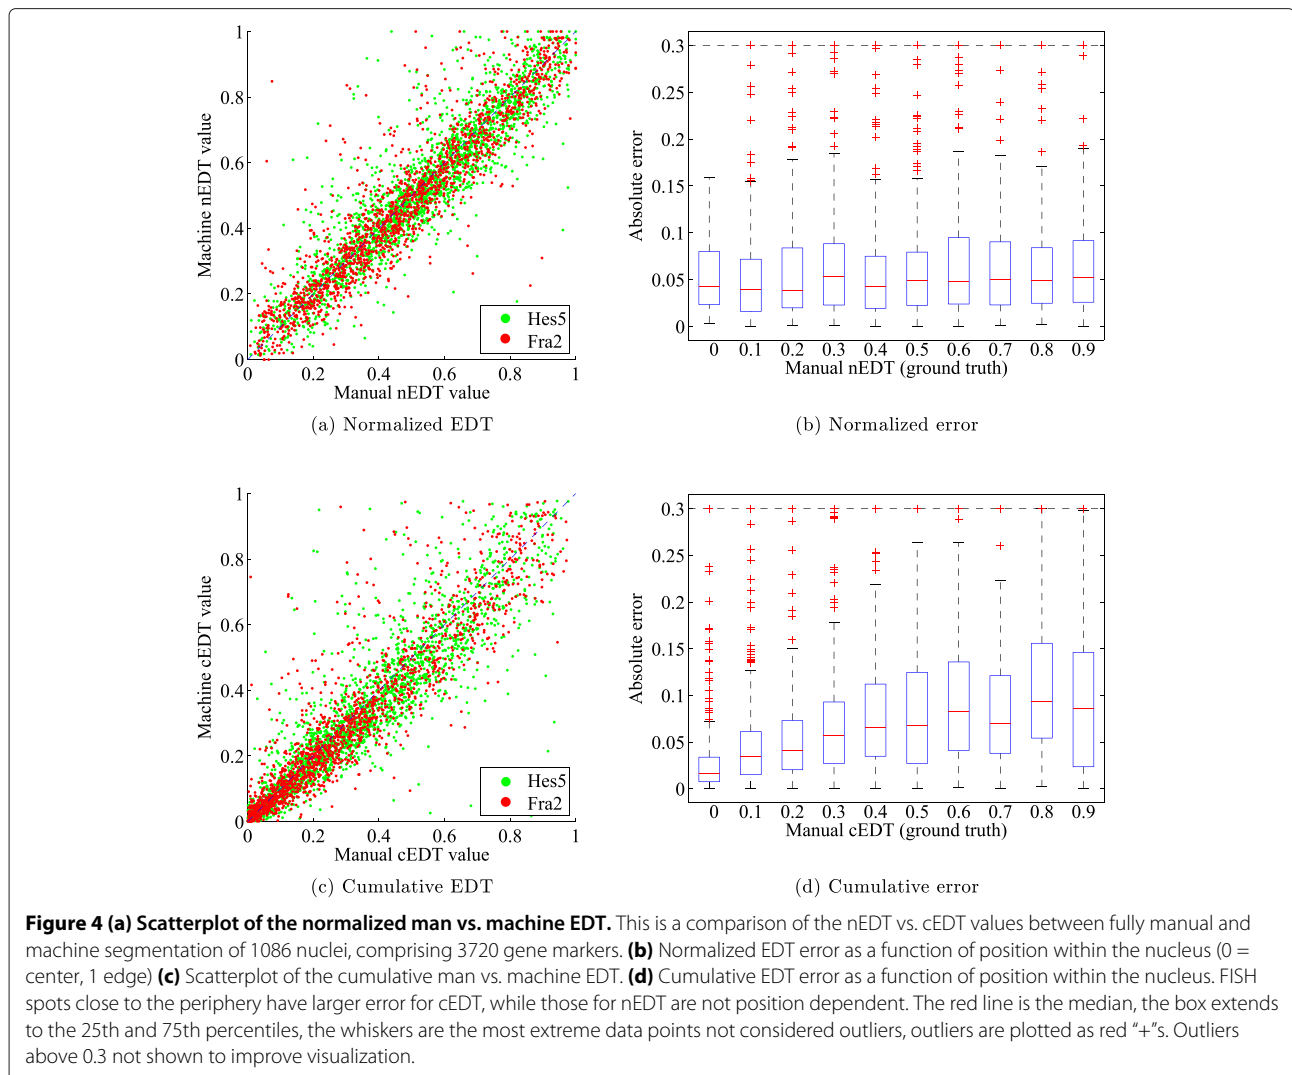 1
0.8
0.6
0.4
0.2
0
Machine nEDT value
Hes5
Fra2
0 0.2 0.4 0.6 0.8 1
Manual nEDT value
(a) Normalized EDT
0.3
0.25
0.2
0.15
0.1
0.05
0
Absolute error
0 0.1 0.2 0.3 0.4 0.5 0.6 0.7 0.8 0.9
Manual nEDT (ground truth)
(b) Normalized error
1
0.8
0.6
0.4
0.2
0
Machine cEDT value
Hes5
Fra2
0 0.2 0.4 0.6 0.8 1
Manual cEDT value
(c) Cumulative EDT
0.3
0.25
0.2
0.15
0.1
0.05
0
Absolute error
0 0.1 0.2 0.3 0.4 0.5 0.6 0.7 0.8 0.9
Manual cEDT (ground truth)
(d) Cumulative error
Figure 4 (a) Scatterplot of the normalized man vs. machine EDT. This is a comparison of the nEDT vs. cEDT values between fully manual and
machine segmentation of 1086 nuclei, comprising 3720 gene markers. (b) Normalized EDT error as a function of position within the nucleus (0 =
center, 1 edge) (c) Scatterplot of the cumulative man vs. machine EDT. (d) Cumulative EDT error as a function of position within the nucleus. FISH
spots close to the periphery have larger error for cEDT, while those for nEDT are not position dependent. The red line is the median, the box extends
to the 25th and 75th percentiles, the whiskers are the most extreme data points not considered outliers, outliers are plotted as red “+”s. Outliers
above 0.3 not shown to improve visualization.